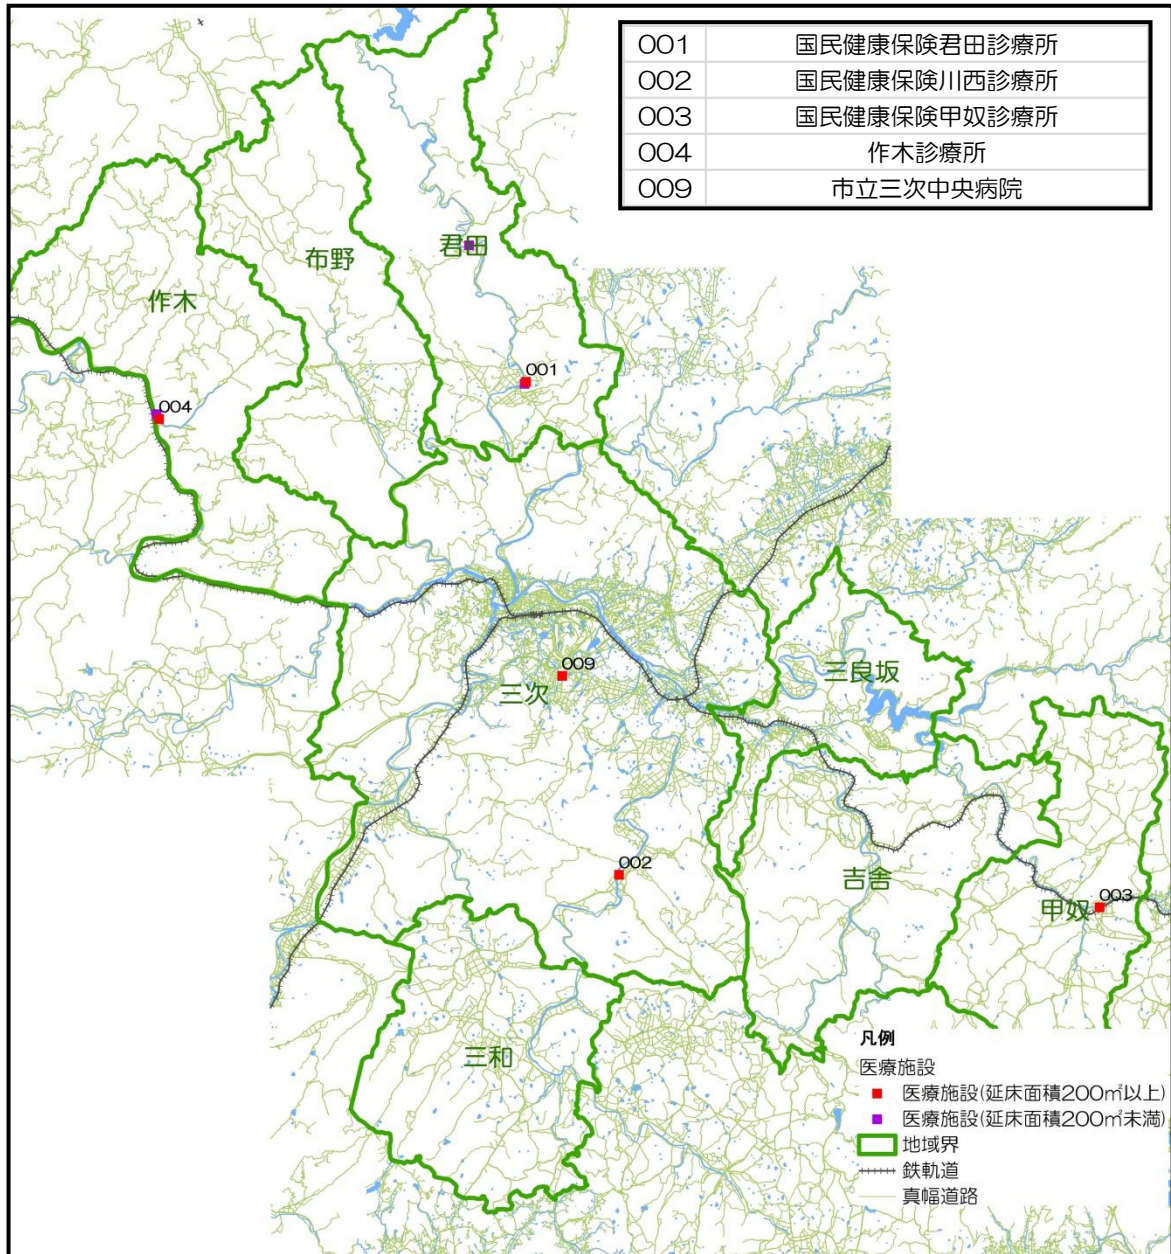 001 国民健康保険君田診療所
002 国民健康保険川西診療所
003 国民健康保険甲奴診療所
004 作木診療所
009 市立三次中央病院
君田
布野
作木
001
004
009
三次
三良坂
002
吉舎
003
甲奴
三和
凡例
医療施設
医療施設(延床面積200㎡以上)
医療施設(延床面積200㎡未満)
地域界
鉄軌道
真幅道路